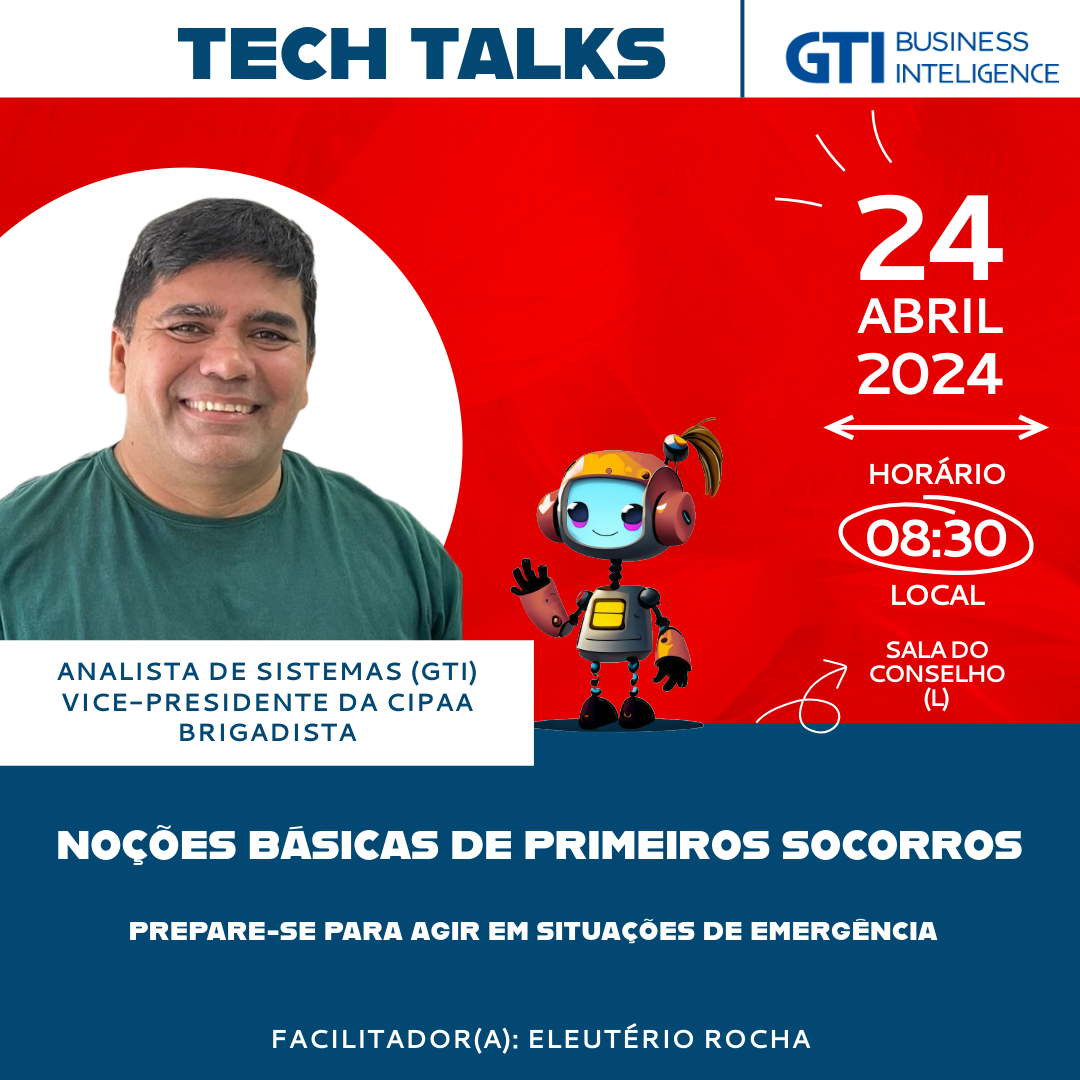 TECH TALKS
GTI BUSINESS
INTELIGENCE
24
ABRIL
2024
HORÁRIO
08:30
LOCAL
SALA DO
CONSELHO
(L)
ANALISTA DE SISTEMAS (GTI)
VICE-PRESIDENTE DA CIPAA
BRIGADISTA
NOÇÕES BÁSICAS DE PRIMEIROS SOCORROS
PREPARE-SE PARA AGIR EM SITUAÇÕES DE EMERGÊNCIA
FACILITADOR(A): ELEUTÉRIO ROCHA